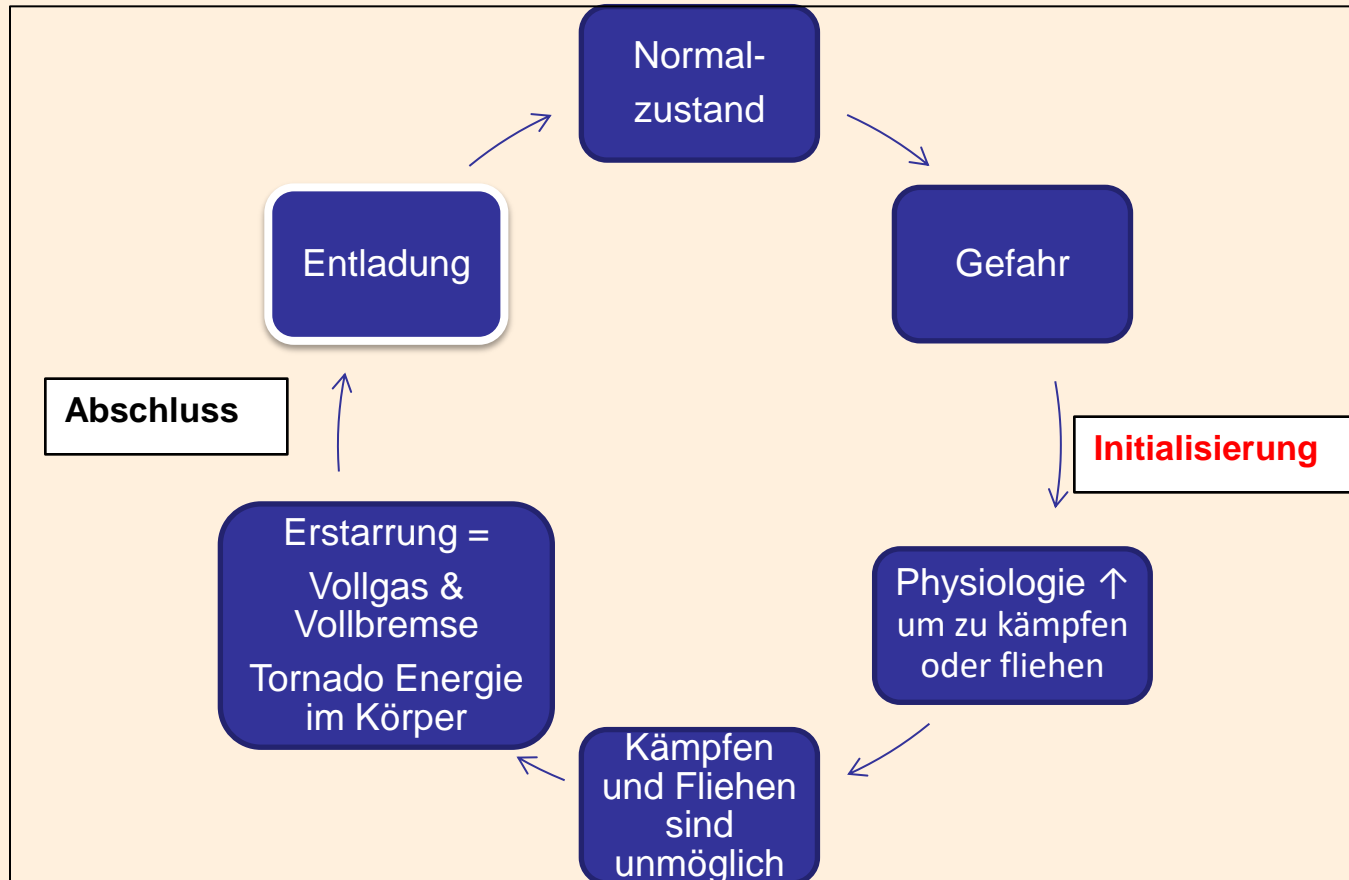 Normal-
zustand
Gefahr
Initialisierung
Physiologie ↑
um zu kämpfen
oder fliehen
Kämpfen
und Fliehen
sind
unmöglich
Erstarrung =
Vollgas &
Vollbremse
Tornado Energie
im Körper
Abschluss
Entladung